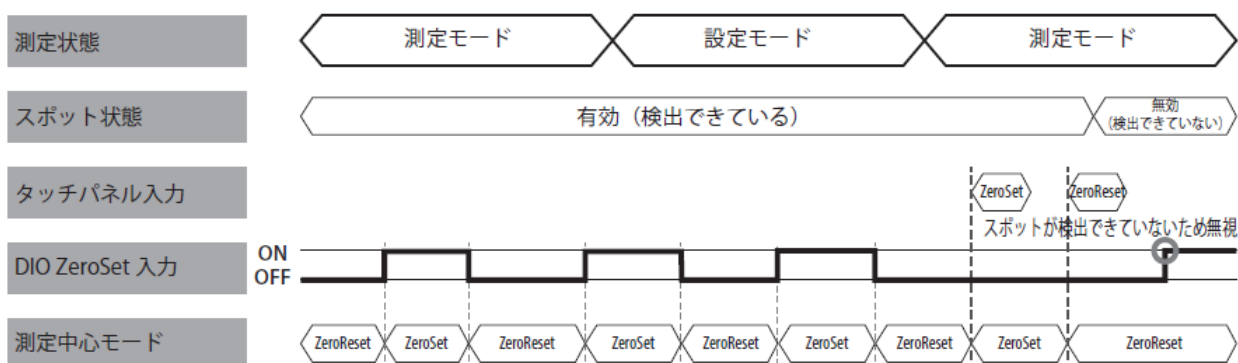 測定状態
測定モード
設定モード
測定モード
スポット状態
有効（検出できている）
無効
（検出できていない）
タッチパネル入力
ZeroSet
ZeroReset
スポットが検出できていないため無視
DIO ZeroSet 入力
ON
OFF
測定中心モード
ZeroReset
ZeroSet
ZeroReset
ZeroSet
ZeroReset
ZeroSet
ZeroReset
ZeroSet
ZeroReset